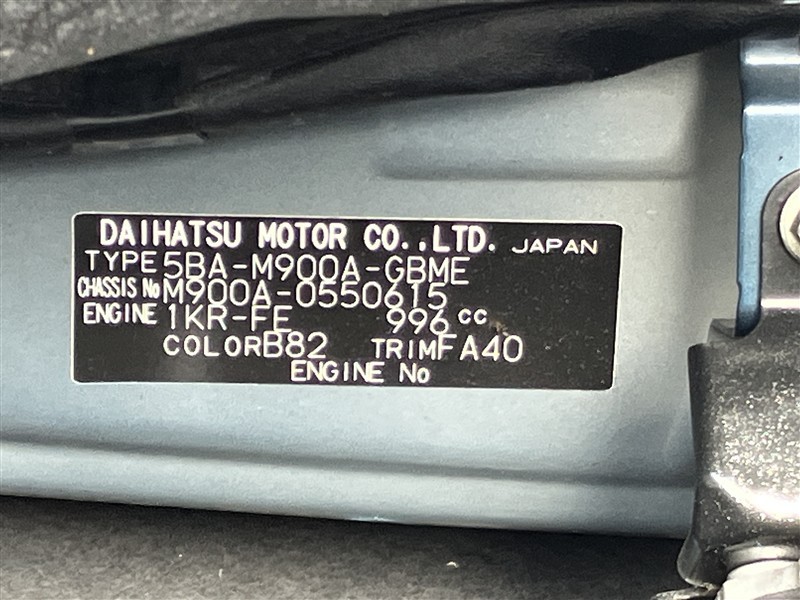 DAIHATSU MOTOR CO.,LTD. JAPAN
TYPE 5BA-M900A-GBME
CHASSIS No M900A-0550615
ENGINE 1KR-FE 996 cc
COLOR B82 TRIM FA40
ENGINE No